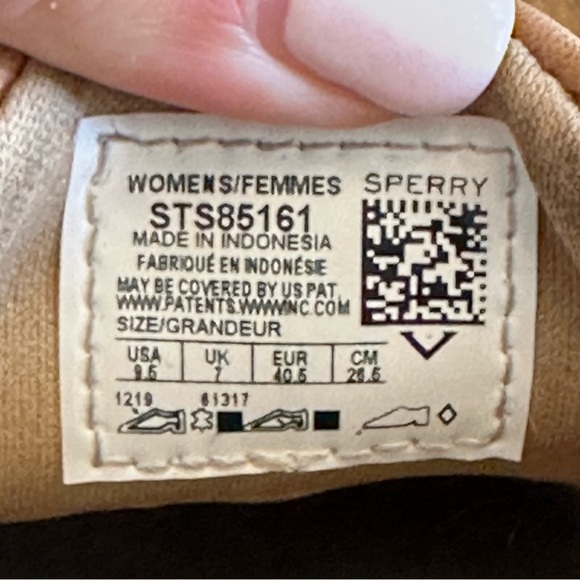 WOMENS/FEMMES SPERRY
STS85161
MADE IN INDONESIA
FABRIQUÉ EN INDONÉSIE
MAY BE COVERED BY US PAT.
WWW.PATENTS.WWWINC.COM
SIZE/GRANDEUR
USA UK EUR CM
9.5 7 40.5 26.5
1219 61317